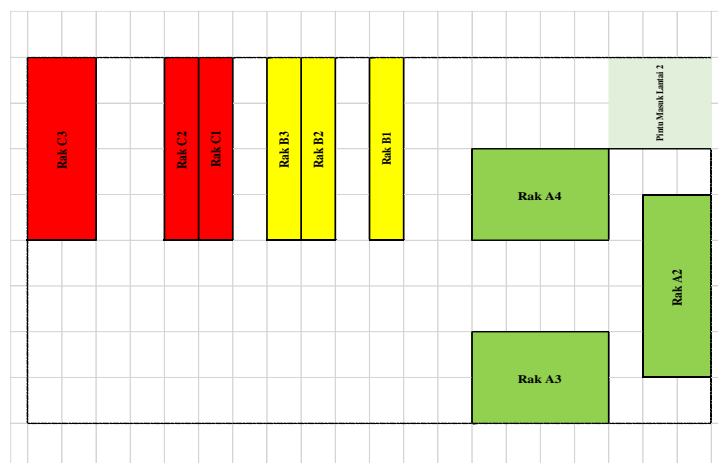 Rak C3
Rak C2
Rak C1
Rak B3
Rak B2
Rak B1
Pintu Masuk Lantai 2
Rak A4
Rak A2
Rak A3